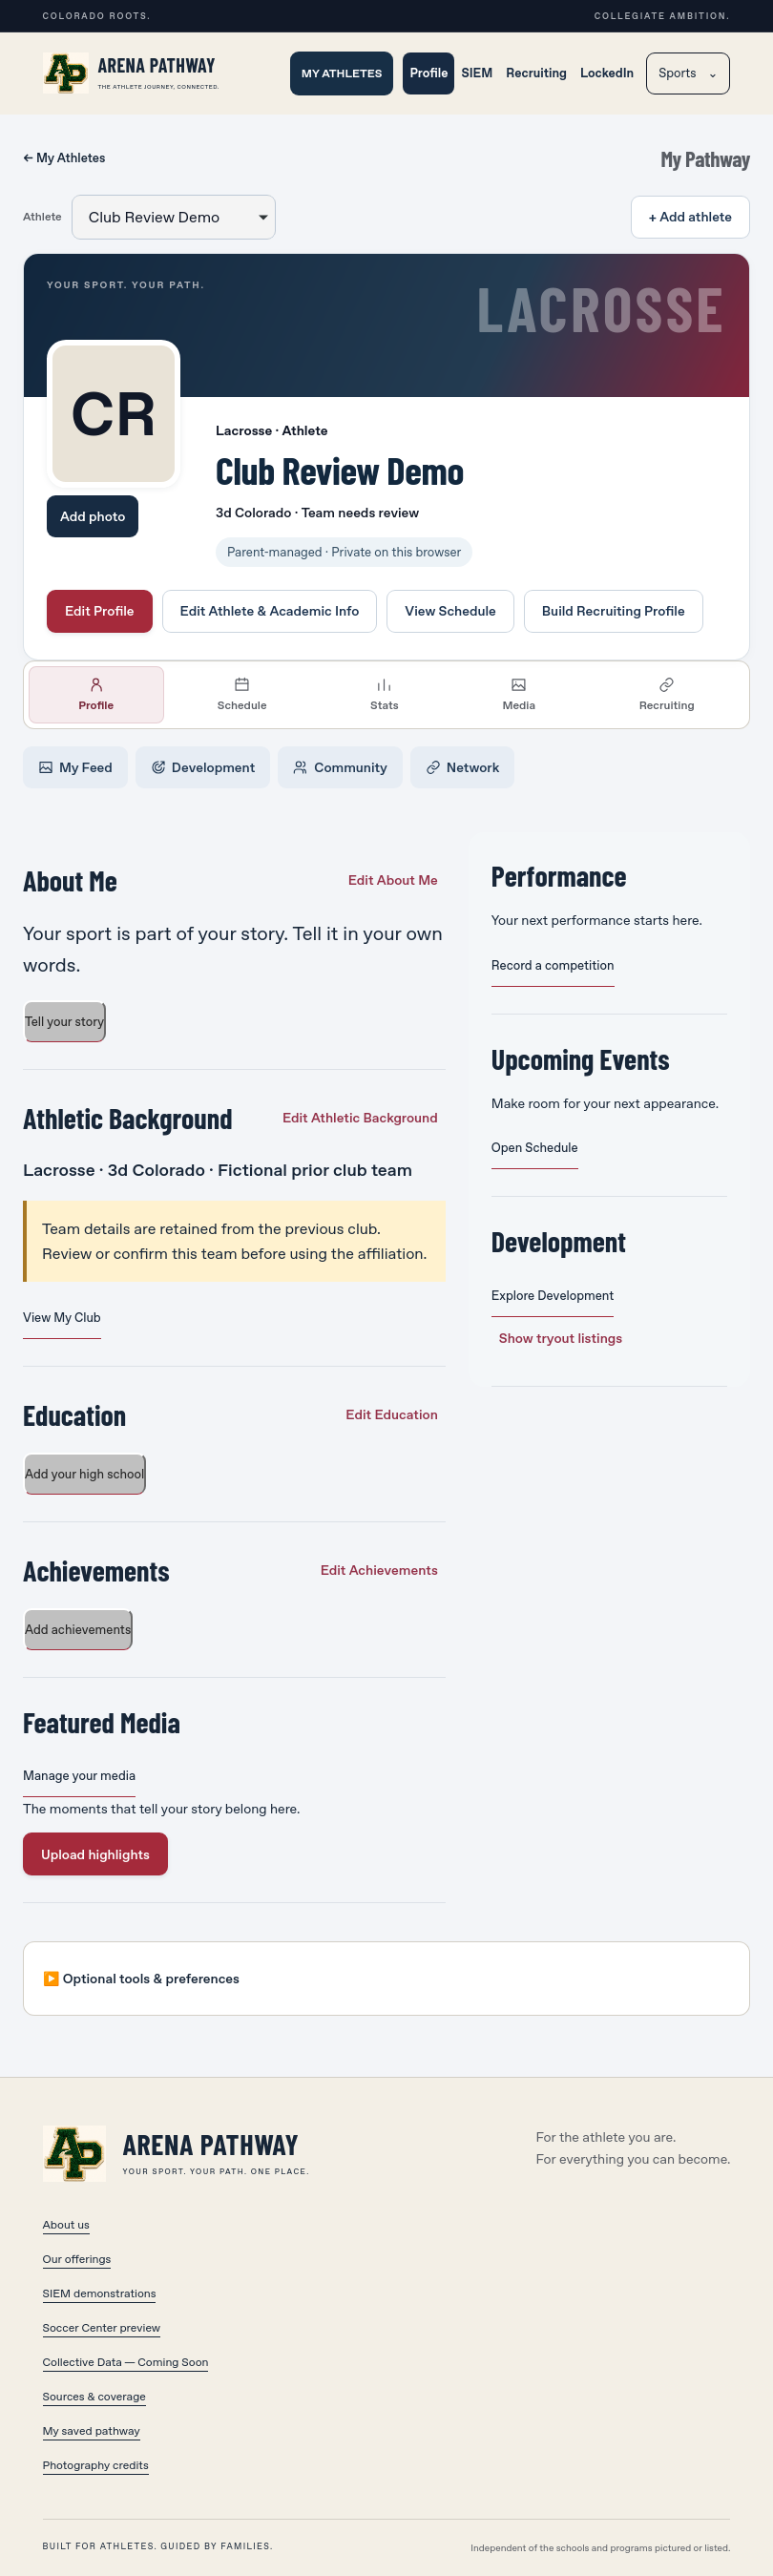 COLORADO ROOTS.
COLLEGIATE AMBITION.
AP
ARENA PATHWAY
THE ATHLETE JOURNEY, CONNECTED.
MY ATHLETES
Profile
SIEM
Recruiting
LockedIn
Sports
← My Athletes
My Pathway
Athlete
Club Review Demo
+ Add athlete
YOUR SPORT. YOUR PATH.
LACROSSE
CR
Add photo
Lacrosse · Athlete
Club Review Demo
3d Colorado · Team needs review
Parent-managed · Private on this browser
Edit Profile
Edit Athlete & Academic Info
View Schedule
Build Recruiting Profile
Profile
Schedule
Stats
Media
Recruiting
My Feed
Development
Community
Network
About Me
Edit About Me
Your sport is part of your story. Tell it in your own
words.
Tell your story
Athletic Background
Edit Athletic Background
Lacrosse · 3d Colorado · Fictional prior club team
Team details are retained from the previous club.
Review or confirm this team before using the affiliation.
View My Club
Education
Edit Education
Add your high school
Achievements
Edit Achievements
Add achievements
Featured Media
Manage your media
The moments that tell your story belong here.
Upload highlights
Performance
Your next performance starts here.
Record a competition
Upcoming Events
Make room for your next appearance.
Open Schedule
Development
Explore Development
Show tryout listings
Optional tools & preferences
AP
ARENA PATHWAY
YOUR SPORT. YOUR PATH. ONE PLACE.
For the athlete you are.
For everything you can become.
About us
Our offerings
SIEM demonstrations
Soccer Center preview
Collective Data — Coming Soon
Sources & coverage
My saved pathway
Photography credits
BUILT FOR ATHLETES. GUIDED BY FAMILIES.
Independent of the schools and programs pictured or listed.